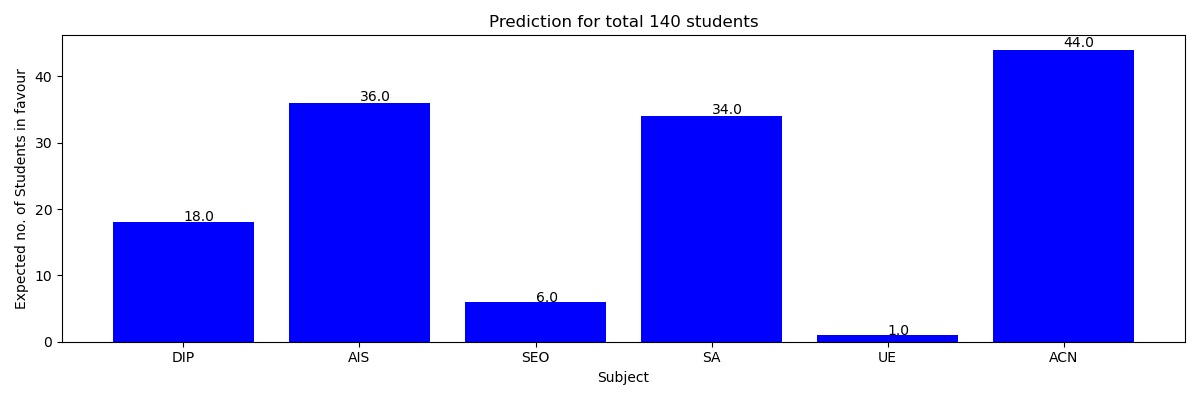 Prediction for total 140 students
Expected no. of Students in favour
40
30
20
10
0
18.0
36.0
6.0
34.0
1.0
44.0
DIP
AIS
SEO
SA
UE
ACN
Subject